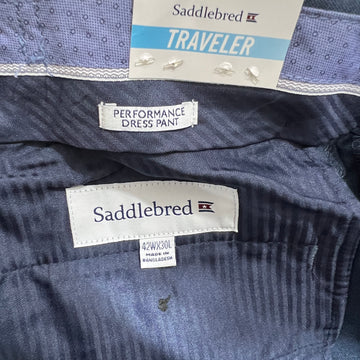 Saddlebred
TRAVELER
PERFORMANCE
DRESS PANT
Saddlebred
42WX30L
MADE IN
BANGLADESH